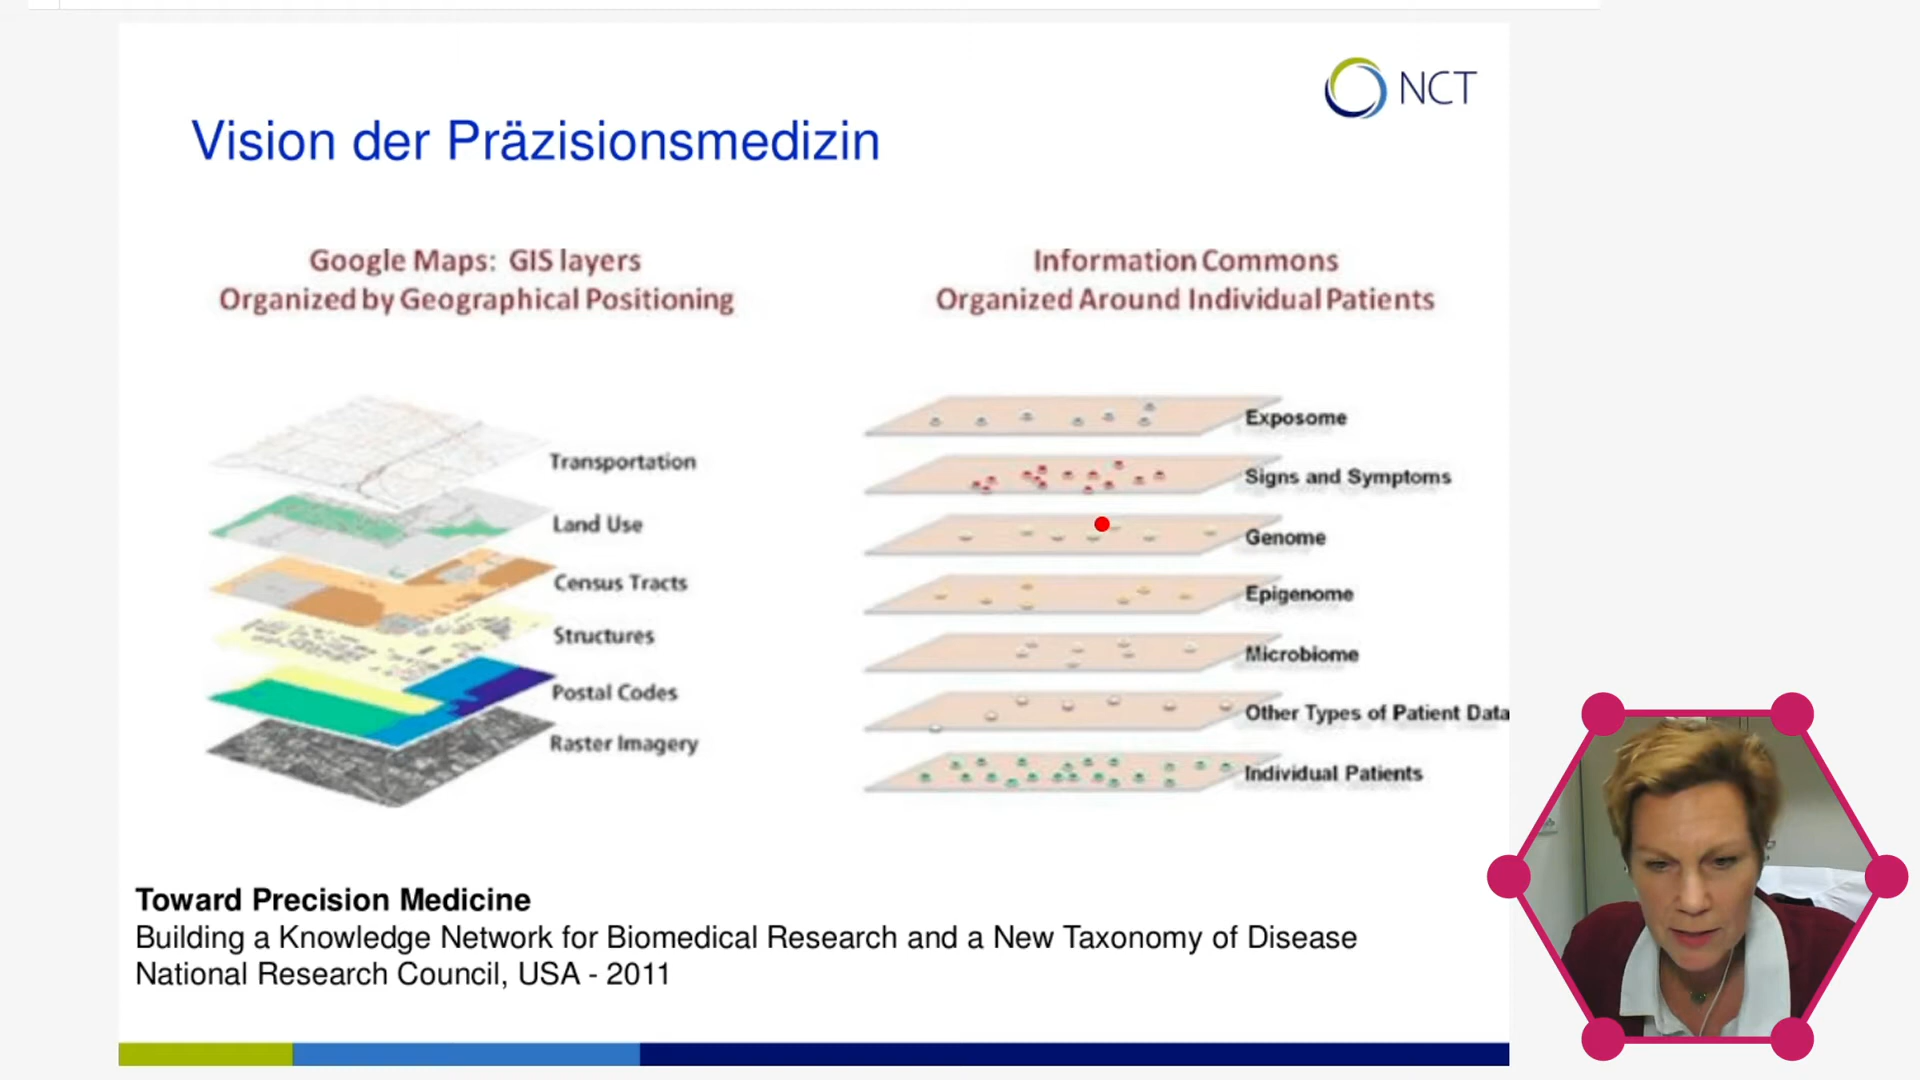 NCT
Vision der Präzisionsmedizin
Google Maps: GIS layers
Organized by Geographical Positioning
Transportation
Land Use
Census Tracts
Structures
Postal Codes
Raster Imagery
Information Commons
Organized Around Individual Patients
Exposome
Signs and Symptoms
Genome
Epigenome
Microbiome
Other Types of Patient Data
Individual Patients
Toward Precision Medicine
Building a Knowledge Network for Biomedical Research and a New Taxonomy of Disease
National Research Council, USA - 2011